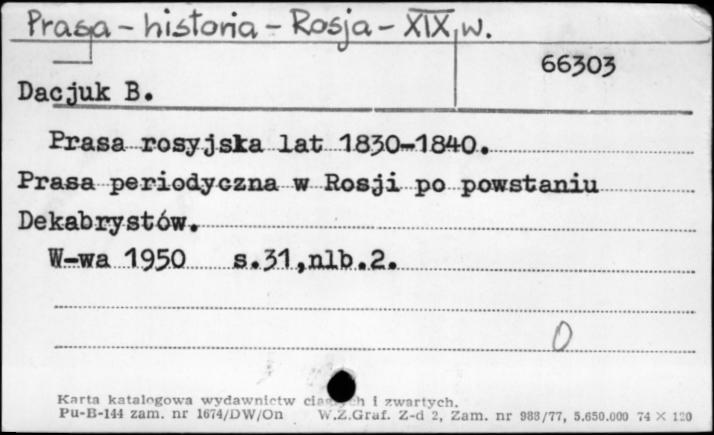 Prasa - historia - Rosja - XIX w.
66303
Dacjuk B.
Prasa rosyjska lat 1830-1840.
Prasa periodyczna w Rosji po powstaniu
Dekabrystów.
W-wa 1950 s.31,nlb.2.
0
Karta katalogowa wydawnictw i zwartych.
Pu-B-144 zam. nr 1674/DW/On W.Z.Graf. Z-d 2, Zam. nr 988/77, 5.650.000 74 X 120